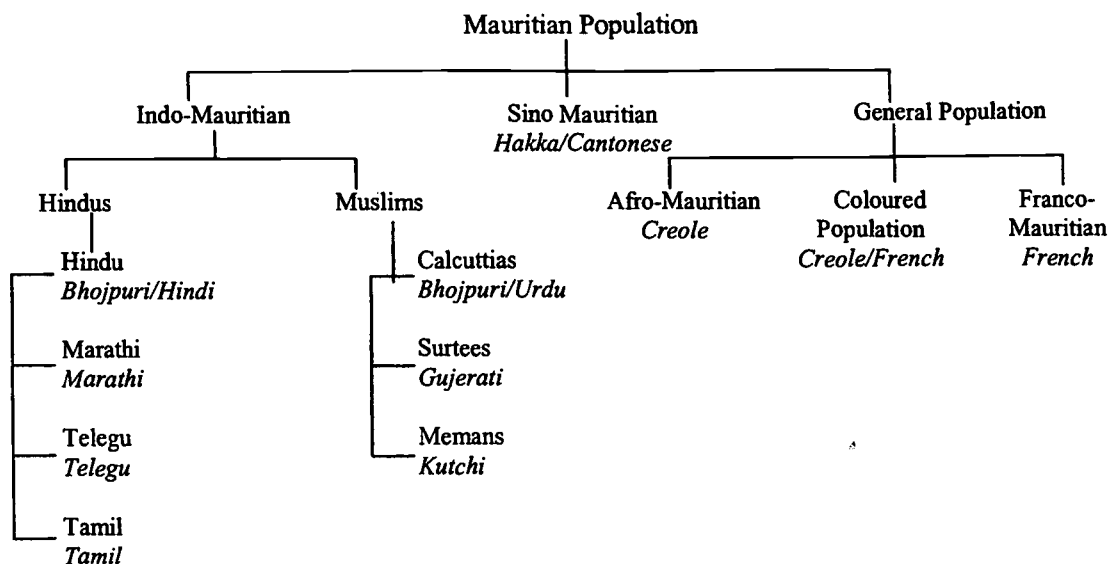 Mauritian Population
Indo-Mauritian
Sino Mauritian
Hakka/Cantonese
General Population
Hindus
Muslims
Afro-Mauritian
Creole
Coloured
Population
Creole/French
Franco-
Mauritian
French
Hindu
Bhojpuri/Hindi
Marathi
Marathi
Telegu
Telegu
Tamil
Tamil
Calcuttias
Bhojpuri/Urdu
Surtees
Gujerati
Memans
Kutchi